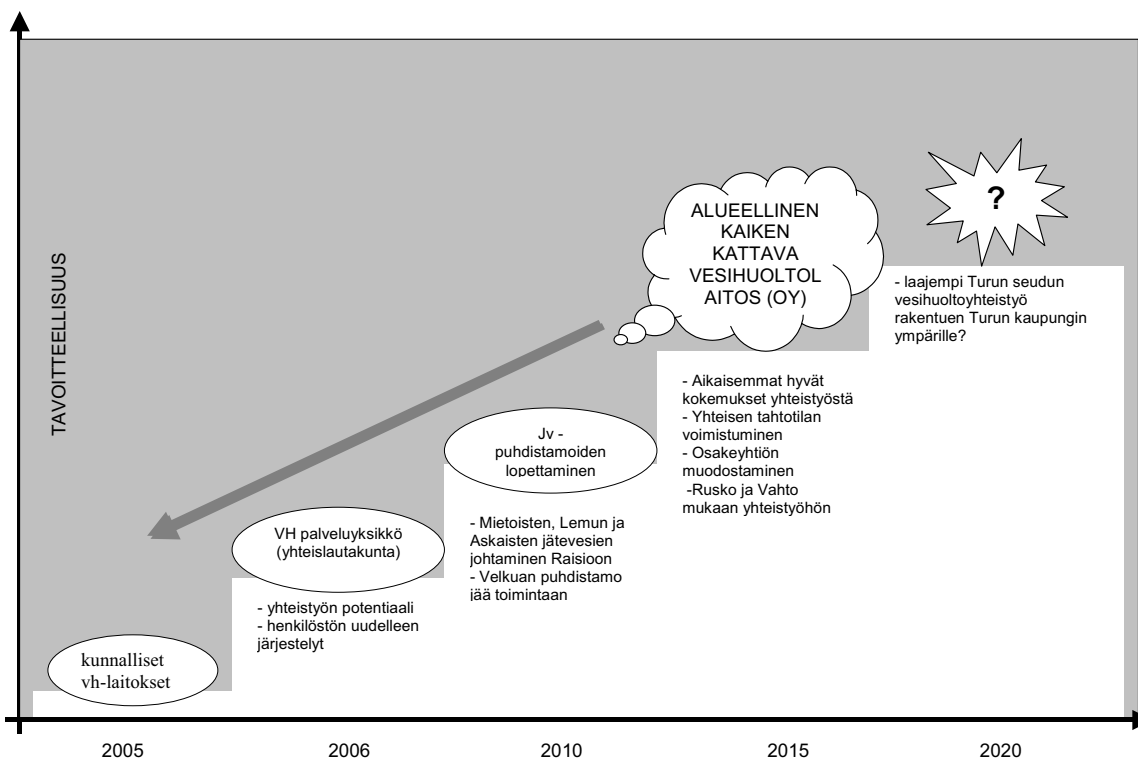 TAVOITTEELLISUUS
kunnalliset
vh-laitokset
VH palveluyksikkö
(yhteislautakunta)
- yhteistyön potentiaali
- henkilöstön uudelleen
järjestelyt
Jv -
puhdistamoiden
lopettaminen
- Mietoisten, Lemun ja
Askaisten jätevesien
johtaminen Raisioon
- Velkuan puhdistamo
jää toimintaan
ALUEELLINEN
KAIKEN
KATTAVA
VESIHUOLTOL
AITOS (OY)
- Aikaisemmat hyvät
kokemukset yhteistyöstä
- Yhteisen tahtotilan
voimistuminen
- Osakeyhtiön
muodostaminen
-Rusko ja Vahto
mukaan yhteistyöhön
?
- laajempi Turun seudun
vesihuoltoyhteistyö
rakentuen Turun kaupungin
ympärille?
2005
2006
2010
2015
2020